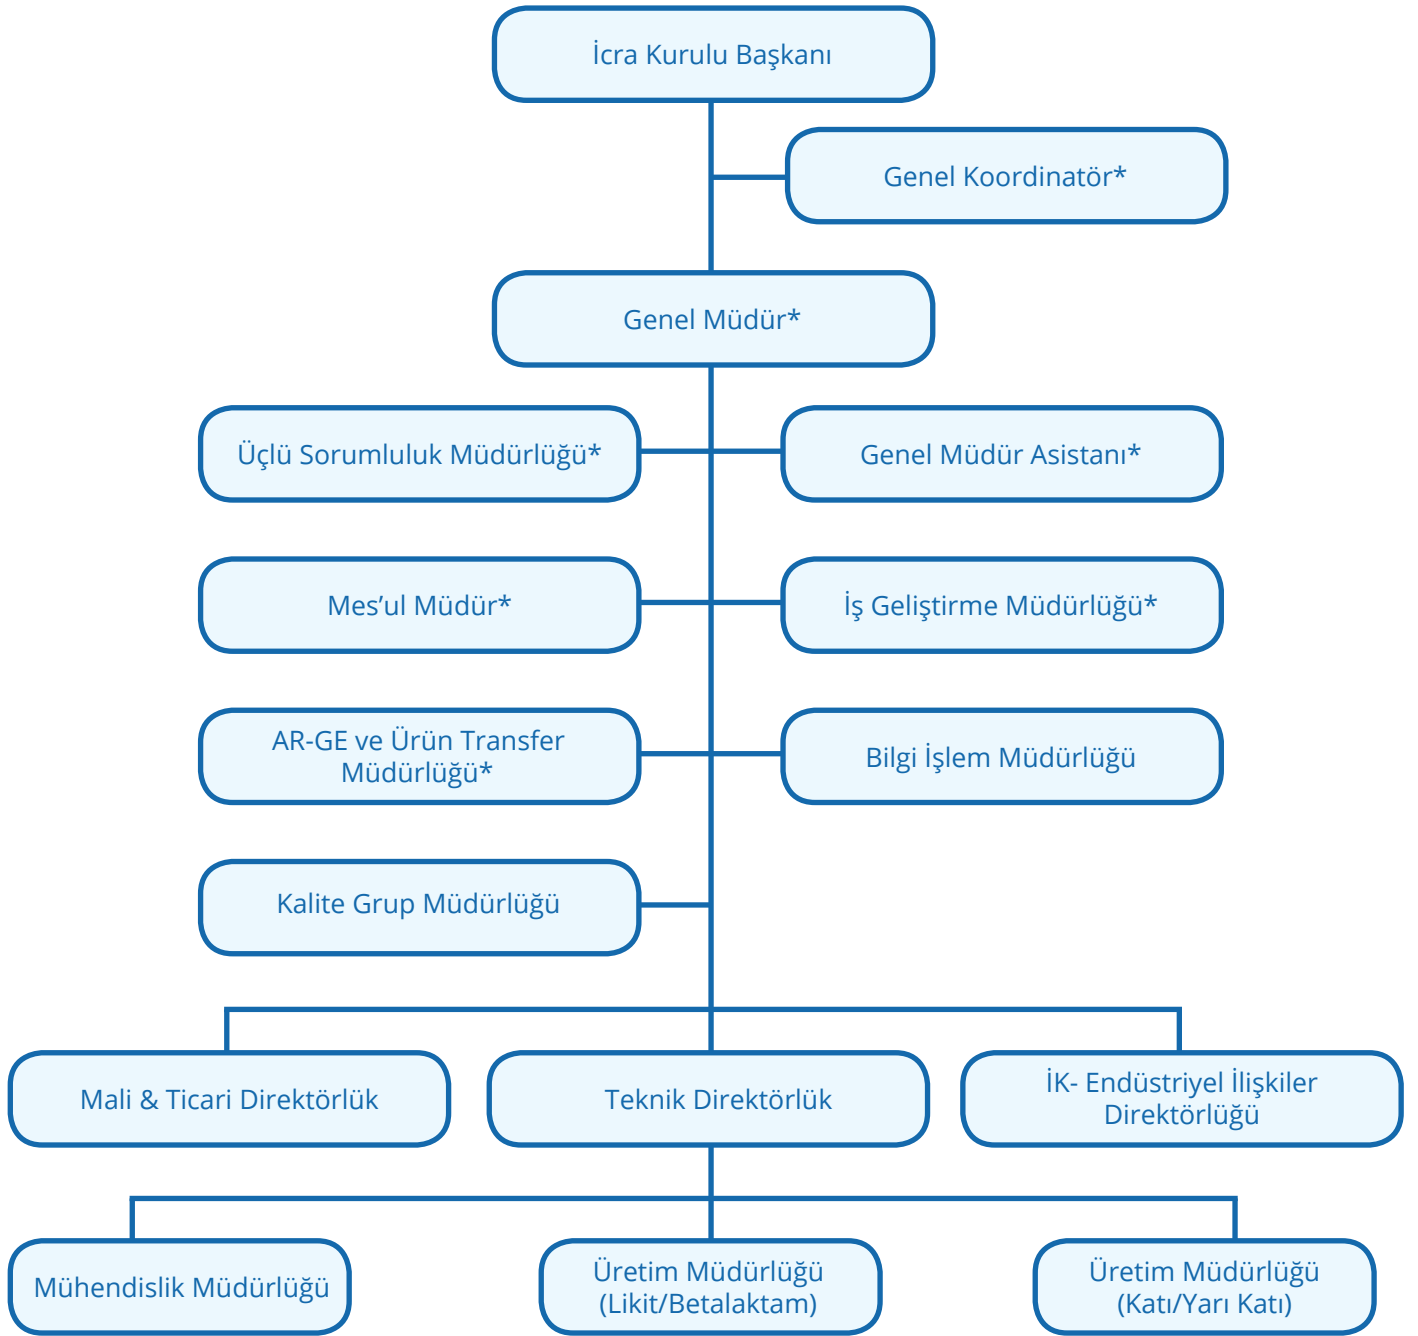 İcra Kurulu Başkanı
Genel Koordinatör*
Genel Müdür*
Üçlü Sorumluluk Müdürlüğü*
Genel Müdür Asistanı*
Mes’ul Müdür*
İş Geliştirme Müdürlüğü*
AR-GE ve Ürün Transfer
Müdürlüğü*
Bilgi İşlem Müdürlüğü
Kalite Grup Müdürlüğü
Mali & Ticari Direktörlük
Teknik Direktörlük
İK- Endüstriyel İlişkiler
Direktörlüğü
Mühendislik Müdürlüğü
Üretim Müdürlüğü
(Likit/Betalaktam)
Üretim Müdürlüğü
(Katı/Yarı Katı)